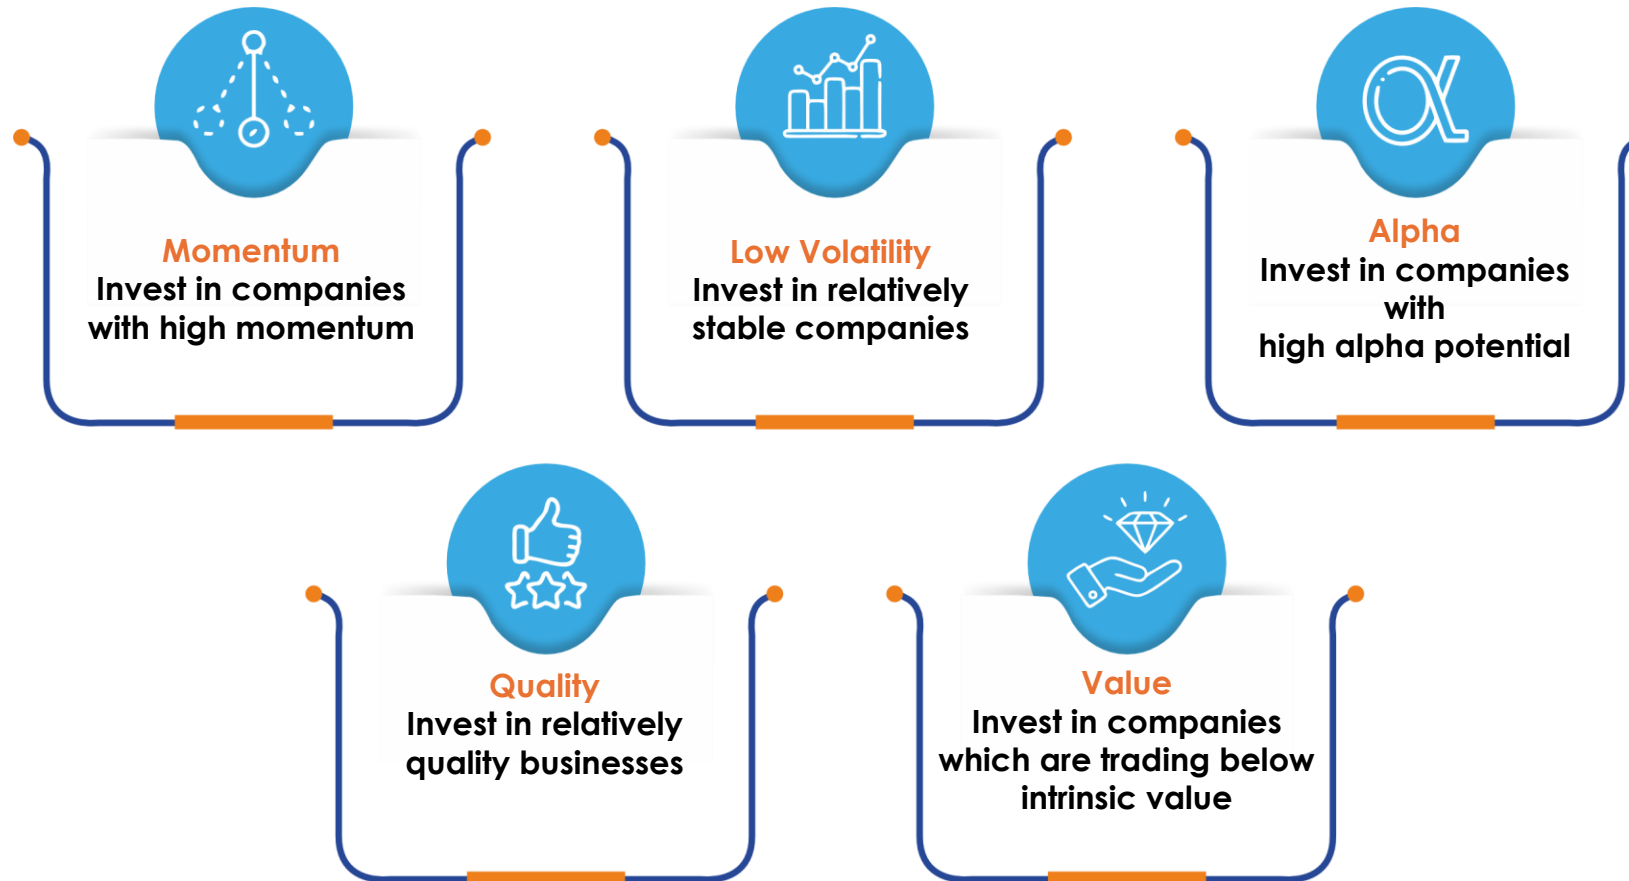 Momentum
Invest in companies
with high momentum
Low Volatility
Invest in relatively
stable companies
Alpha
Invest in companies
with
high alpha potential
Quality
Invest in relatively
quality businesses
Value
Invest in companies
which are trading below
intrinsic value